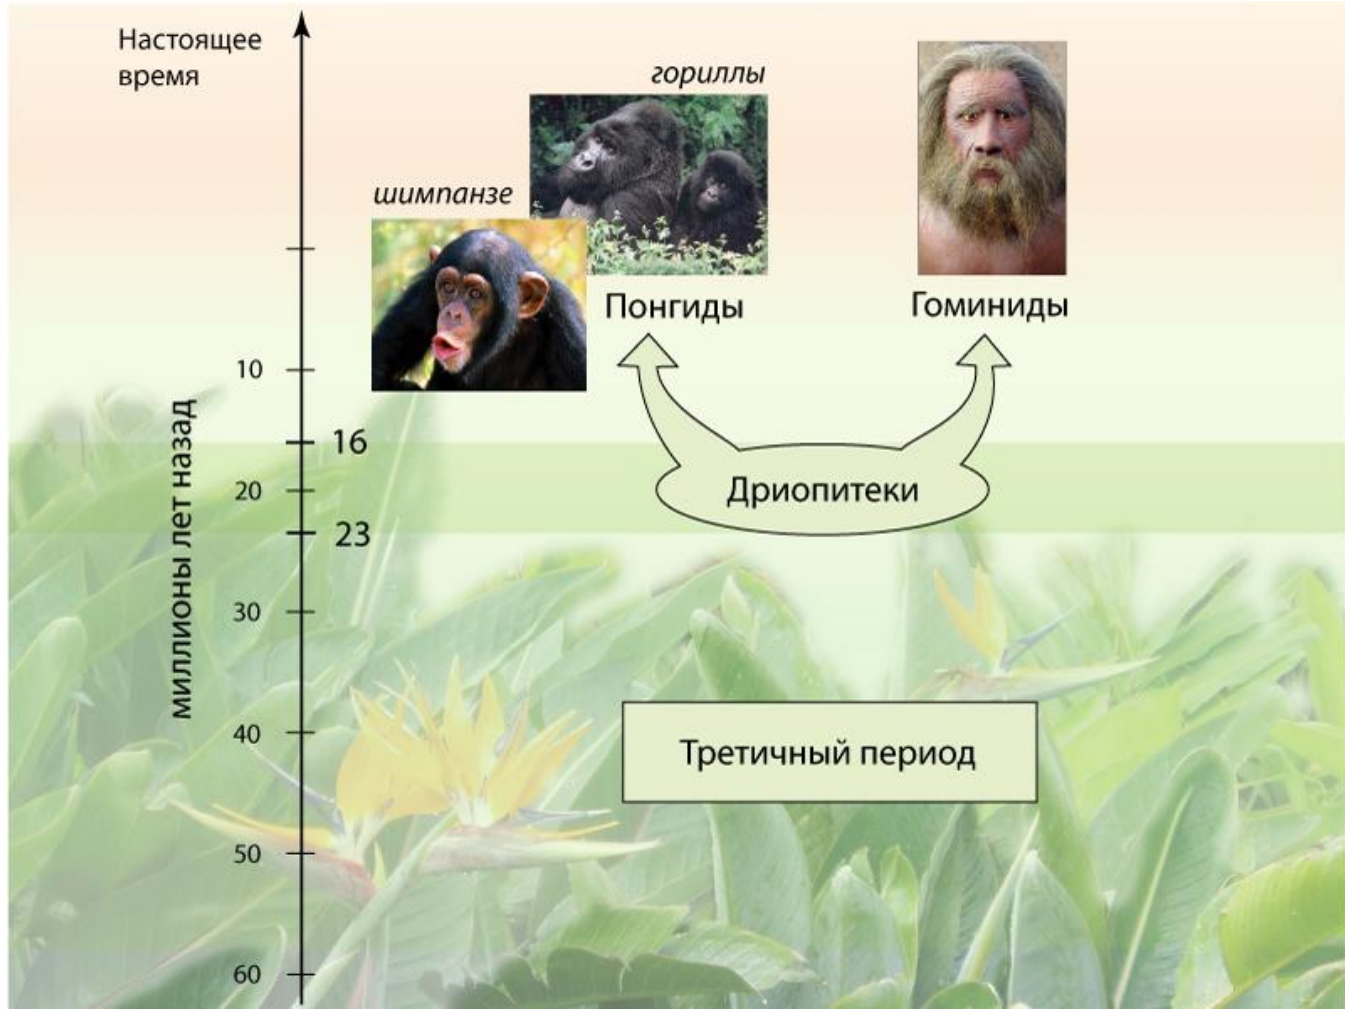 Настоящее
время
гориллы
шимпанзе
Понгиды
Гоминиды
10
16
Дриопитеки
20
23
миллионы лет назад
30
40
Третичный период
50
60